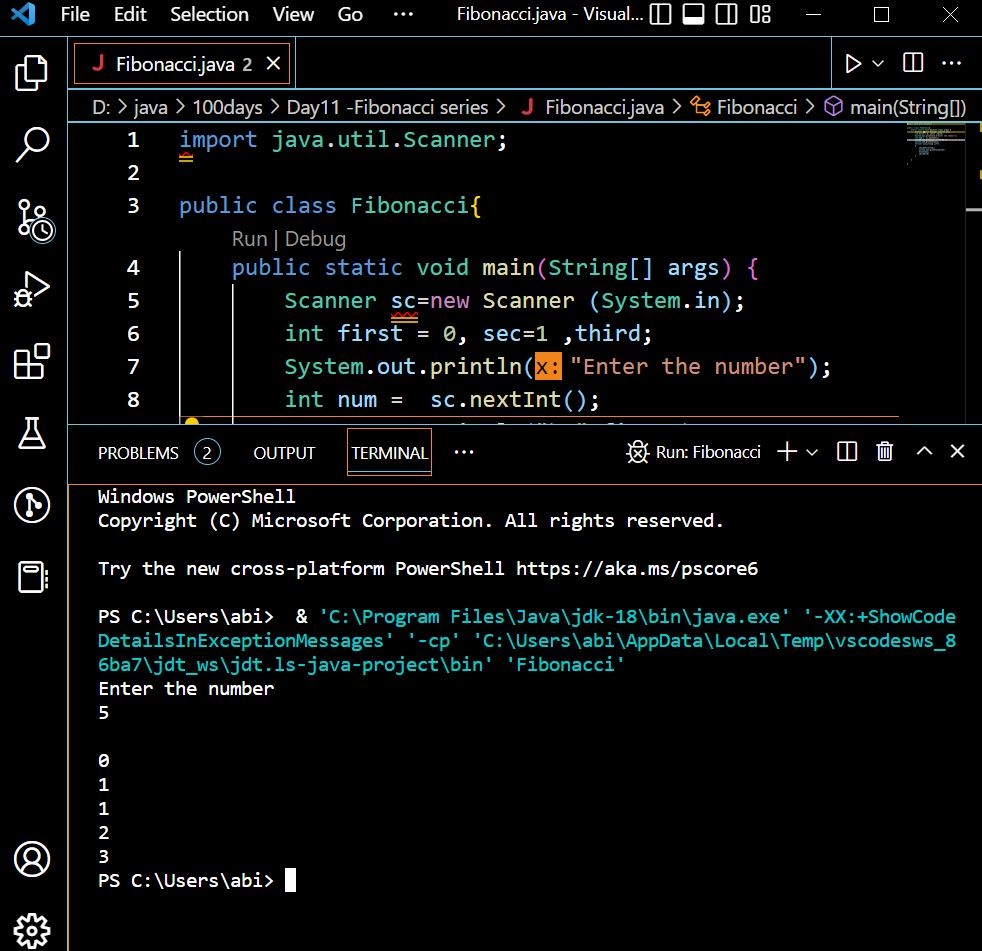 File Edit Selection View Go ··· Fibonacci.java - Visual...
Fibonacci.java 2
D: > java > 100days > Day11 -Fibonacci series > Fibonacci.java > Fibonacci > main(String[])
1 import java.util.Scanner;
2
3 public class Fibonacci{
Run | Debug
4 public static void main(String[] args) {
5 Scanner sc=new Scanner (System.in);
6 int first = 0, sec=1 ,third;
7 System.out.println(x: "Enter the number");
8 int num =  sc.nextInt();
PROBLEMS 2 OUTPUT TERMINAL ··· Run: Fibonacci
Windows PowerShell
Copyright (C) Microsoft Corporation. All rights reserved.
Try the new cross-platform PowerShell https://aka.ms/pscore6
PS C:\Users\abi>  & 'C:\Program Files\Java\jdk-18\bin\java.exe' '-XX:+ShowCode
DetailsInExceptionMessages' '-cp' 'C:\Users\abi\AppData\Local\Temp\vscodesws_8
6ba7\jdt_ws\jdt.ls-java-project\bin' 'Fibonacci'
Enter the number
5
0
1
1
2
3
PS C:\Users\abi>